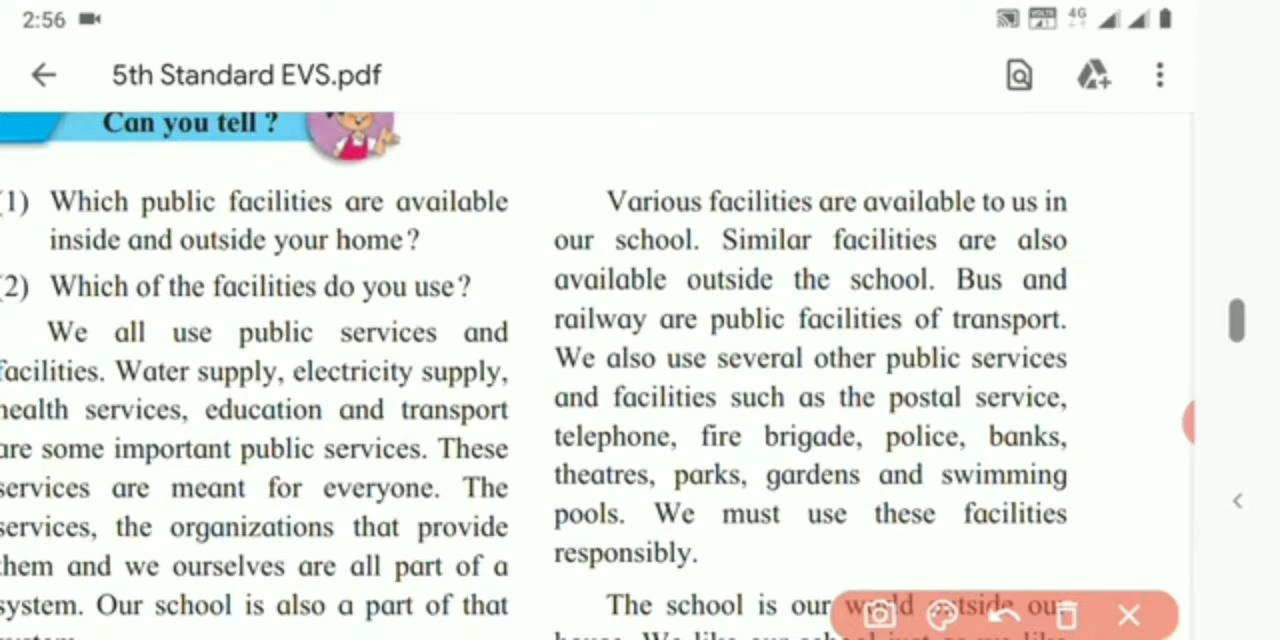 2:56
VOLTE
4G
5th Standard EVS.pdf
Can you tell ?
1) Which public facilities are available
inside and outside your home?
2) Which of the facilities do you use?
We all use public services and
facilities. Water supply, electricity supply,
health services, education and transport
are some important public services. These
services are meant for everyone. The
services, the organizations that provide
them and we ourselves are all part of a
system. Our school is also a part of that
Various facilities are available to us in
our school. Similar facilities are also
available outside the school. Bus and
railway are public facilities of transport.
We also use several other public services
and facilities such as the postal service,
telephone, fire brigade, police, banks,
theatres, parks, gardens and swimming
pools. We must use these facilities
responsibly.
The school is our world outside our